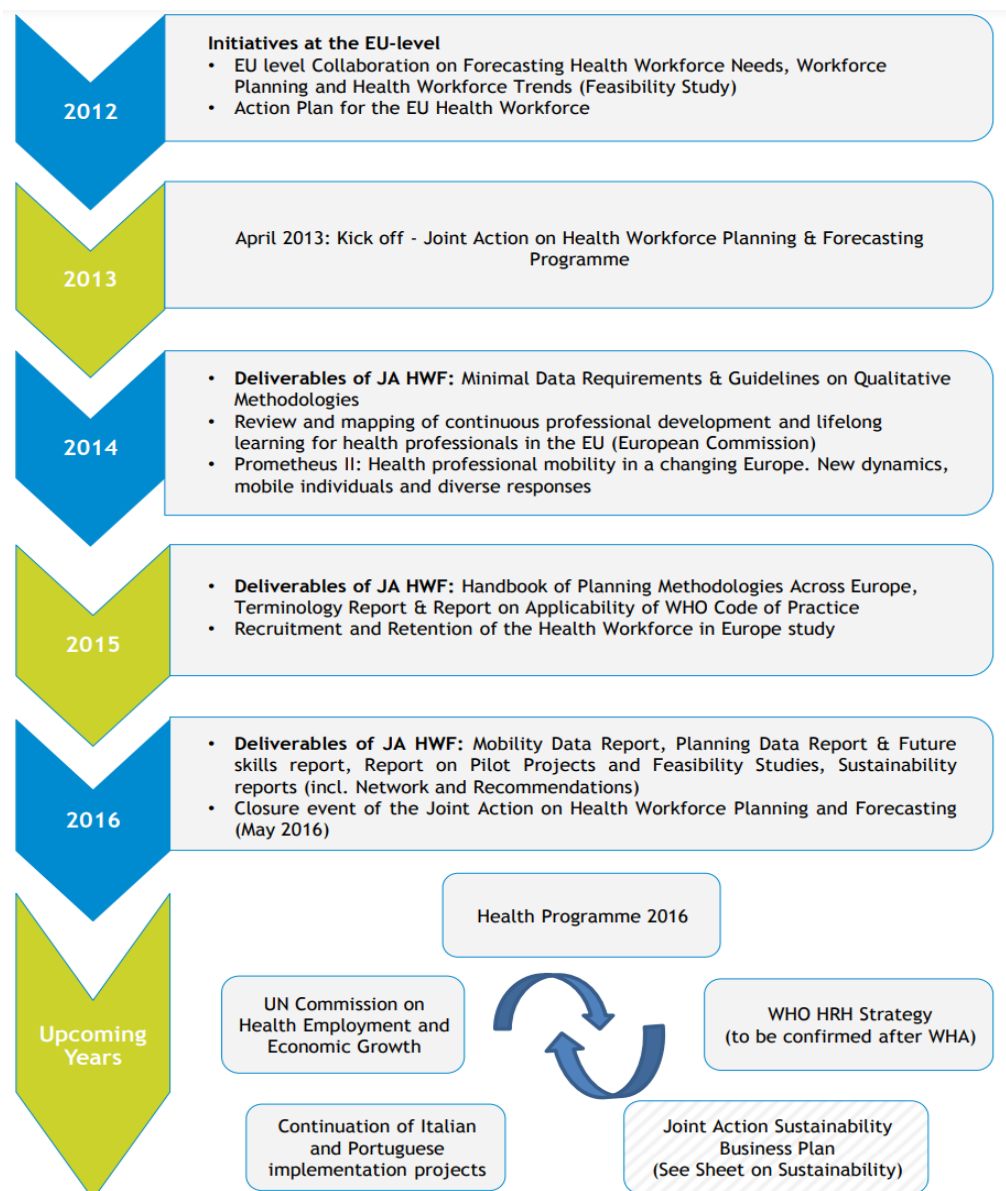 Initiatives at the EU-level
• EU level Collaboration on Forecasting Health Workforce Needs, Workforce
Planning and Health Workforce Trends (Feasibility Study)
• Action Plan for the EU Health Workforce
2012
April 2013: Kick off - Joint Action on Health Workforce Planning & Forecasting
Programme
2013
• Deliverables of JA HWF: Minimal Data Requirements & Guidelines on Qualitative
Methodologies
• Review and mapping of continuous professional development and lifelong
learning for health professionals in the EU (European Commission)
• Prometheus II: Health professional mobility in a changing Europe. New dynamics,
mobile individuals and diverse responses
2014
• Deliverables of JA HWF: Handbook of Planning Methodologies Across Europe,
Terminology Report & Report on Applicability of WHO Code of Practice
• Recruitment and Retention of the Health Workforce in Europe study
2015
• Deliverables of JA HWF: Mobility Data Report, Planning Data Report & Future
skills report, Report on Pilot Projects and Feasibility Studies, Sustainability
reports (incl. Network and Recommendations)
• Closure event of the Joint Action on Health Workforce Planning and Forecasting
(May 2016)
2016
Health Programme 2016
UN Commission on
Health Employment and
Economic Growth
WHO HRH Strategy
(to be confirmed after WHA)
Upcoming
Years
Continuation of Italian
and Portuguese
implementation projects
Joint Action Sustainability
Business Plan
(See Sheet on Sustainability)